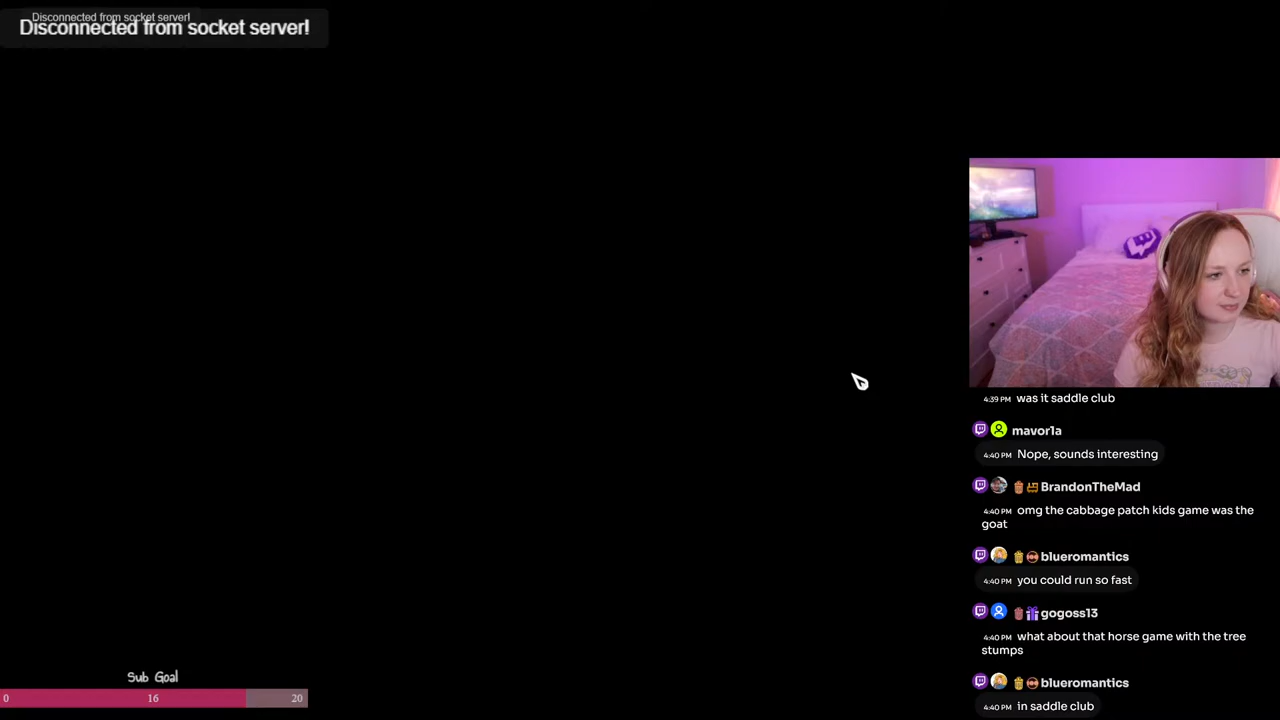 Disconnected from socket server!
Disconnected from socket server!
4:39 PM was it saddle club
mavor1a
4:40 PM Nope, sounds interesting
BrandonTheMad
4:40 PM omg the cabbage patch kids game was the
goat
blueromantics
4:40 PM you could run so fast
gogoss13
4:40 PM what about that horse game with the tree
stumps
blueromantics
4:40 PM in saddle club
Sub Goal
0 16 20